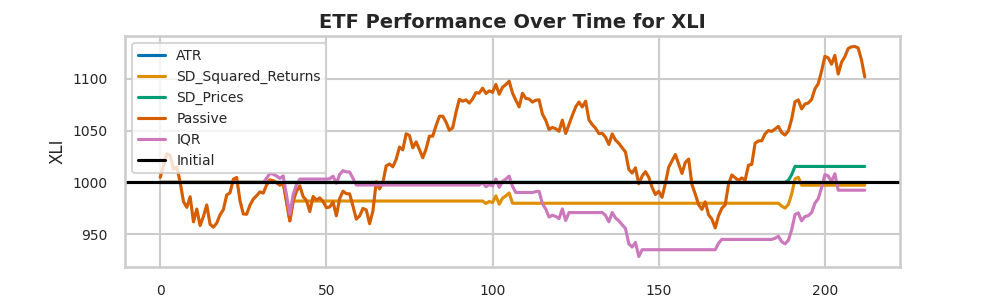 ETF Performance Over Time for XLI
XLI
1100
1050
1000
950
ATR
SD_Squared_Returns
SD_Prices
Passive
IQR
Initial
0 50 100 150 200